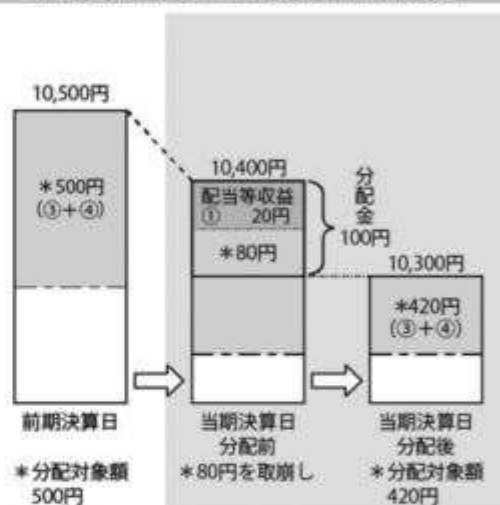 10,500円
＊500円
(③+④)
前期決算日
＊分配対象額
500円
10,400円
配当等収益
① 20円
＊80円
分配金
100円
当期決算日
分配前
＊80円を取崩し
10,300円
＊420円
(③+④)
当期決算日
分配後
＊分配対象額
420円